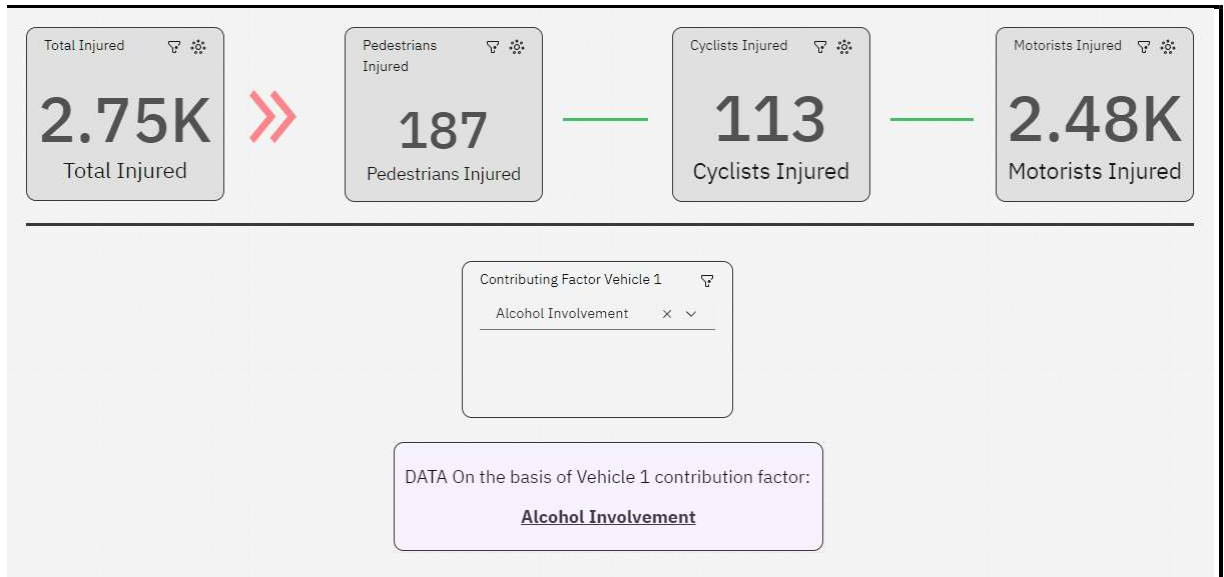 Total Injured
2.75K
Total Injured
Pedestrians
Injured
187
Pedestrians Injured
Cyclists Injured
113
Cyclists Injured
Motorists Injured
2.48K
Motorists Injured
Contributing Factor Vehicle 1
Alcohol Involvement
DATA On the basis of Vehicle 1 contribution factor:
Alcohol Involvement